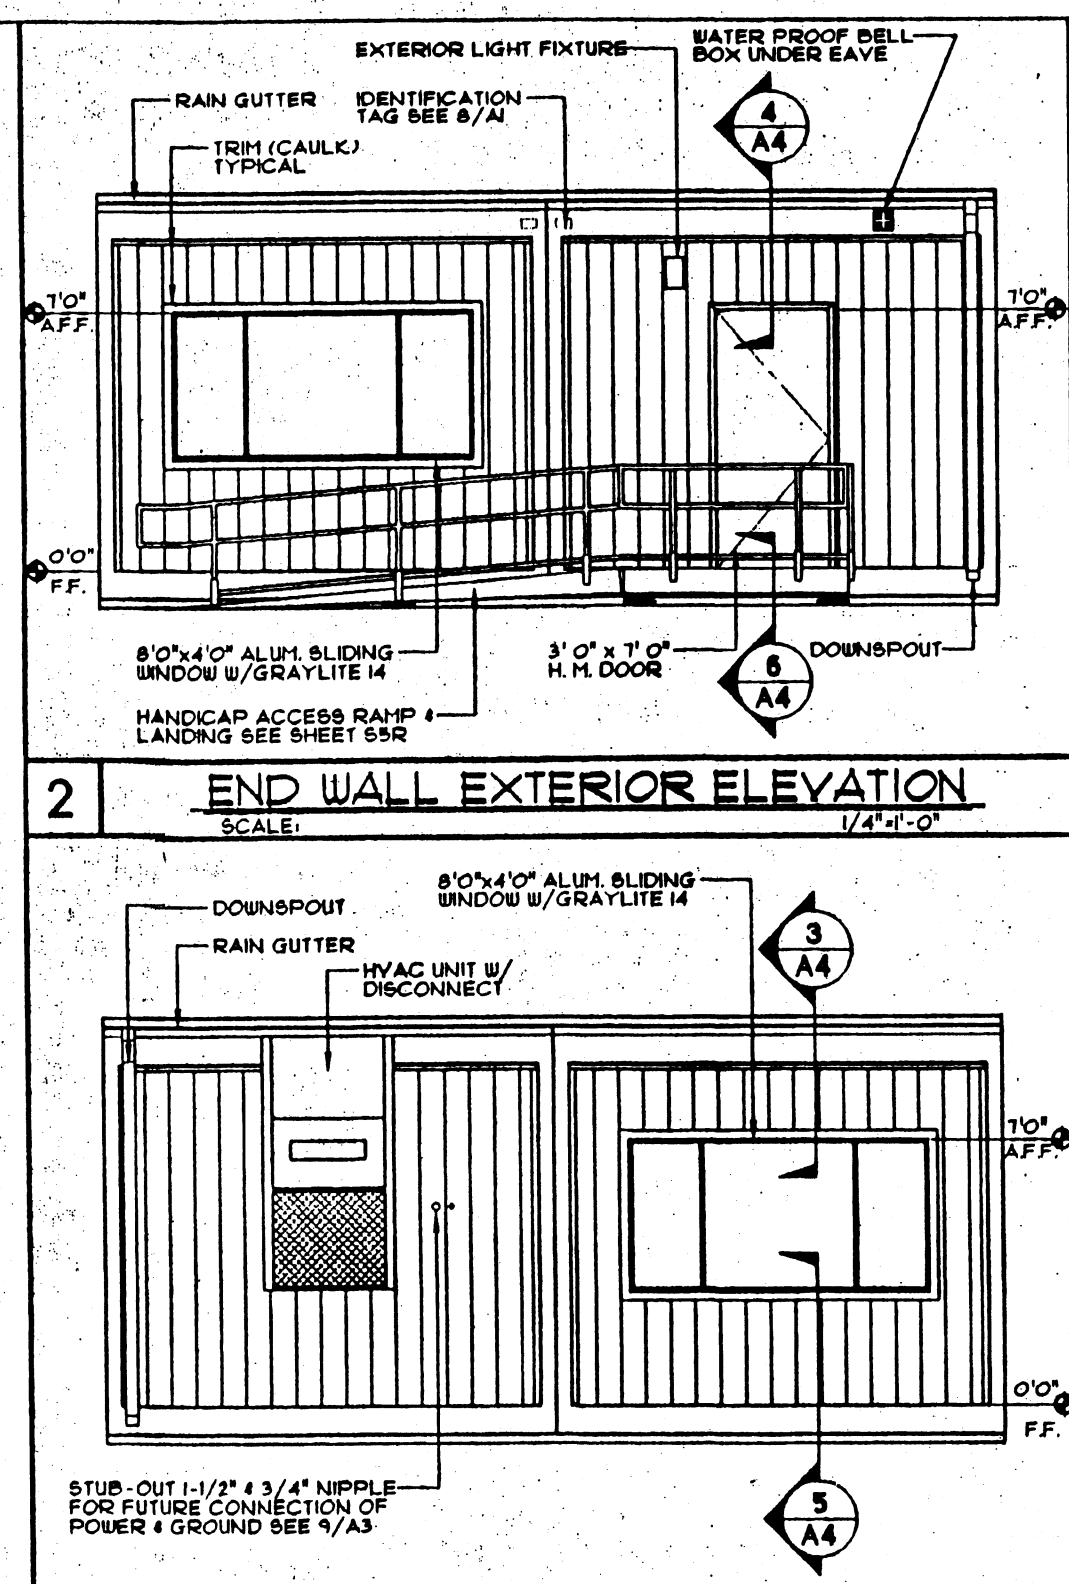 EXTERIOR LIGHT FIXTURE
WATER PROOF BELL
BOX UNDER EAVE
RAIN GUTTER
IDENTIFICATION
TAG SEE 8/A1
TRIM (CAULK)
TYPICAL
4
A4
7'0"
A.F.F.
7'0"
A.F.F.
0'0"
F.F.
8'0"x4'0" ALUM. SLIDING
WINDOW W/GRAYLITE 14
3' 0" x 7' 0"
H. M. DOOR
DOWNSPOUT
6
A4
HANDICAP ACCESS RAMP &
LANDING SEE SHEET S5R
2
END WALL EXTERIOR ELEVATION
SCALE:
1/4"=1'-0"
8'0"x4'0" ALUM. SLIDING
WINDOW W/GRAYLITE 14
DOWNSPOUT
RAIN GUTTER
HVAC UNIT W/
DISCONNECT
3
A4
7'0"
A.F.F.
0'0"
F.F.
STUB-OUT 1-1/2" & 3/4" NIPPLE
FOR FUTURE CONNECTION OF
POWER & GROUND SEE 9/A3
5
A4